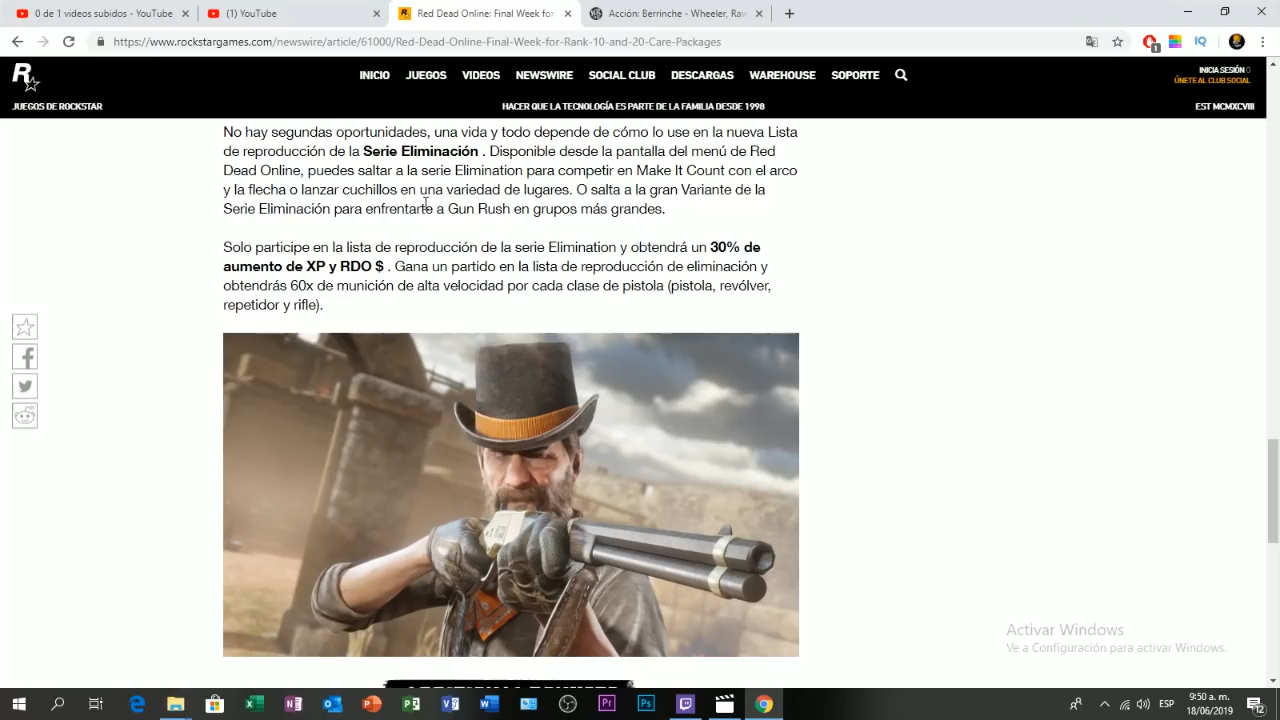 0 de 1 videos subidos - YouTube
(1) YouTube
Red Dead Online: Final Week for
Acción: Berrinche - Wheeler, Raw
https://www.rockstargames.com/newswire/article/61000/Red-Dead-Online-Final-Week-for-Rank-10-and-20-Care-Packages
1
IQ
R
INICIO
JUEGOS
VIDEOS
NEWSWIRE
SOCIAL CLUB
DESCARGAS
WAREHOUSE
SOPORTE
INICIA SESIÓN ()
ÚNETE AL CLUB SOCIAL
JUEGOS DE ROCKSTAR
HACER QUE LA TECNOLOGÍA ES PARTE DE LA FAMILIA DESDE 1998
EST MCMXCVIII
No hay segundas oportunidades, una vida y todo depende de cómo lo use en la nueva Lista
de reproducción de la Serie Eliminación . Disponible desde la pantalla del menú de Red
Dead Online, puedes saltar a la serie Elimination para competir en Make It Count con el arco
y la flecha o lanzar cuchillos en una variedad de lugares. O salta a la gran Variante de la
Serie Eliminación para enfrentarte a Gun Rush en grupos más grandes.
Solo participe en la lista de reproducción de la serie Elimination y obtendrá un 30% de
aumento de XP y RDO $ . Gana un partido en la lista de reproducción de eliminación y
obtendrás 60x de munición de alta velocidad por cada clase de pistola (pistola, revólver,
repetidor y rifle).
Activar Windows
Ve a Configuración para activar Windows.
ESP
9:50 a. m.
18/06/2019
12